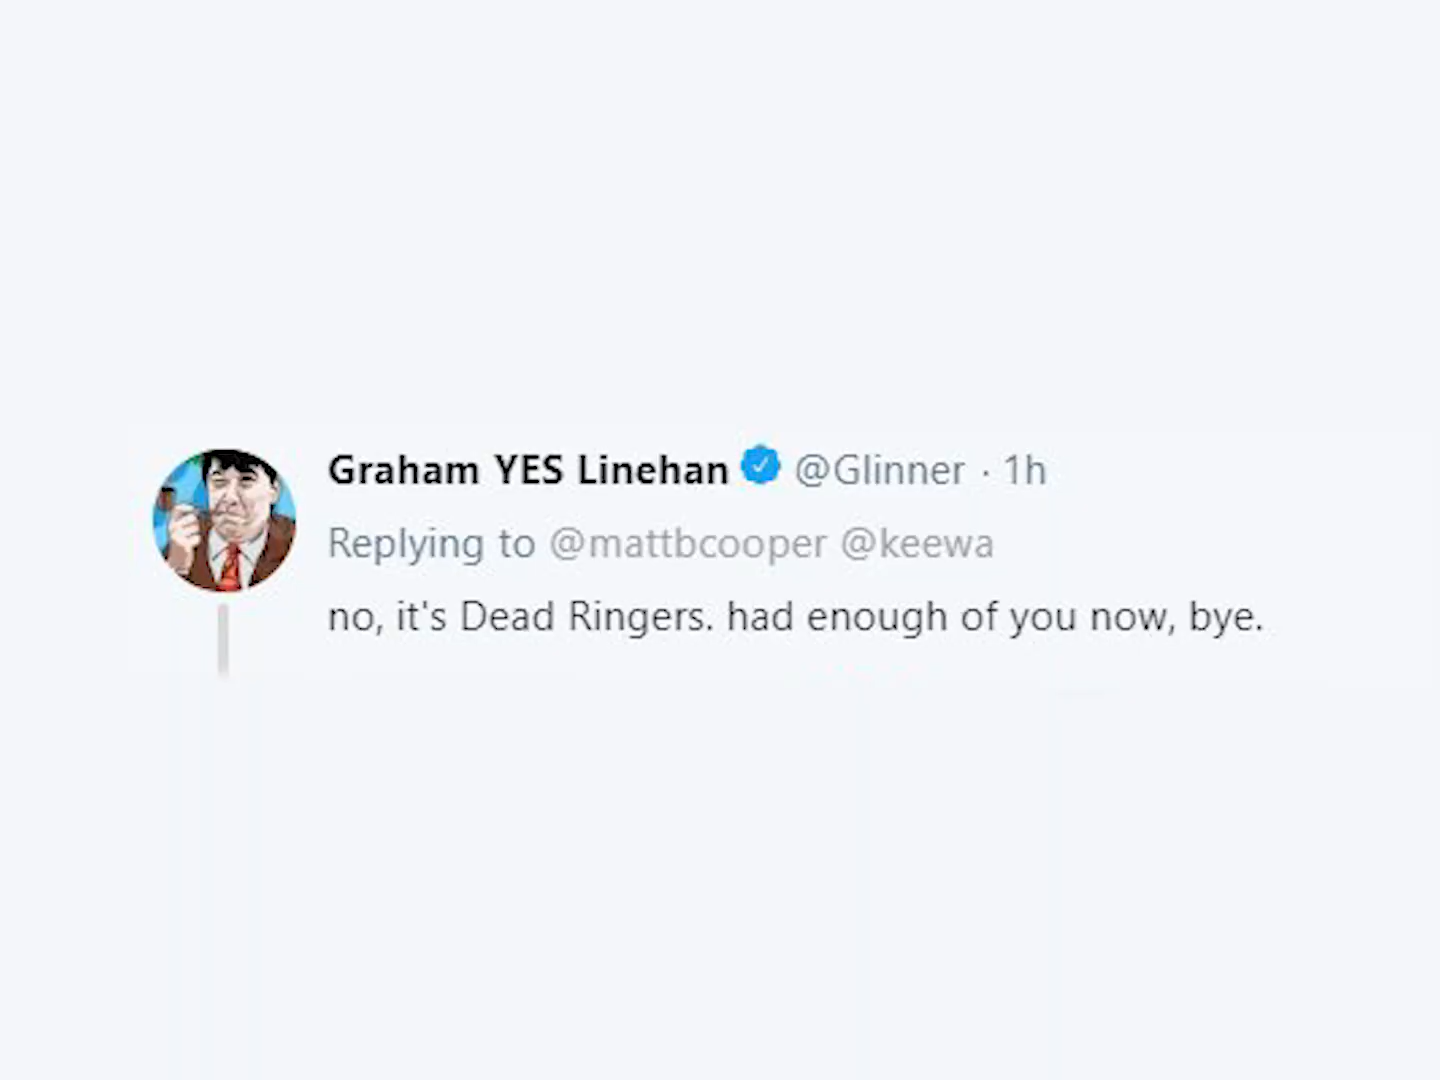 Graham YES Linehan @Glinner · 1h
Replying to @mattbcooper @keewa
no, it's Dead Ringers. had enough of you now, bye.